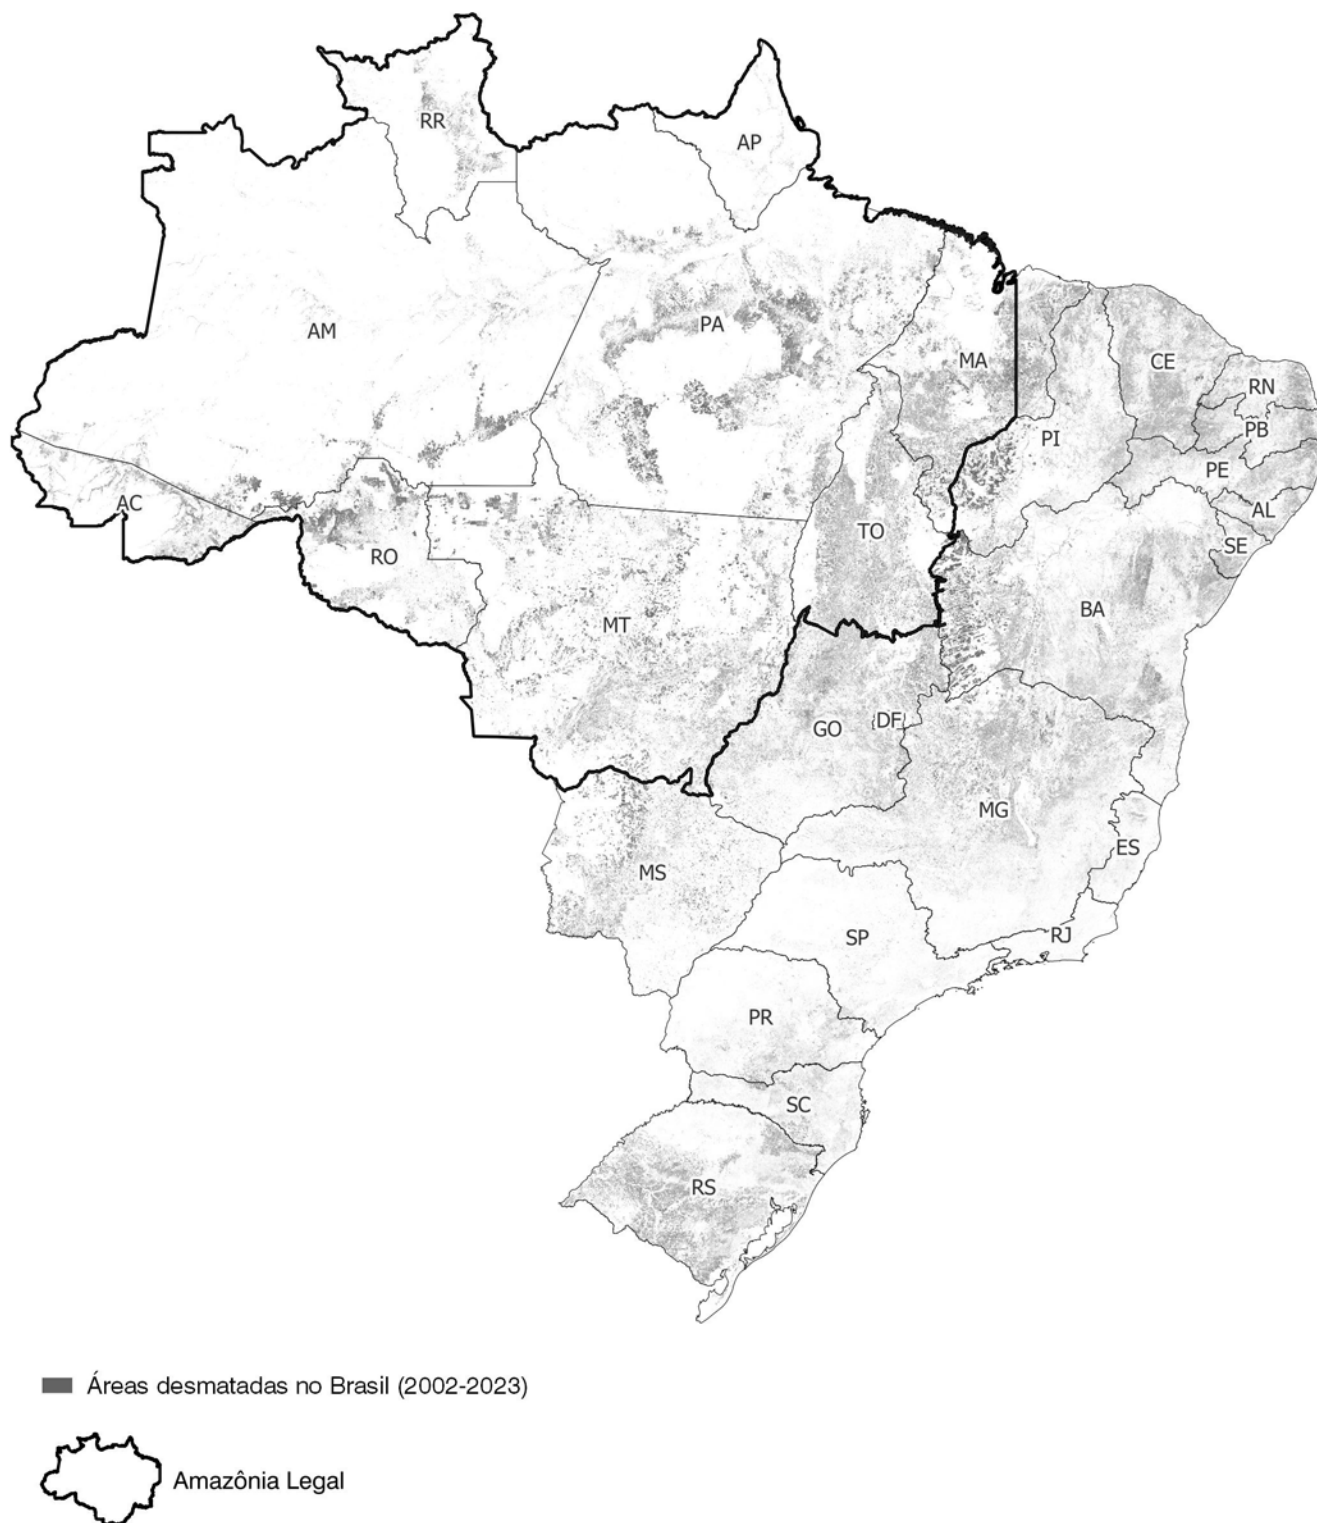 RR
AP
AM
PA
MA
CE
RN
PB
PI
PE
AC
AL
TO
SE
RO
BA
MT
GO
DF
MG
ES
MS
SP
RJ
PR
SC
RS
Áreas desmatadas no Brasil (2002-2023)
Amazônia Legal